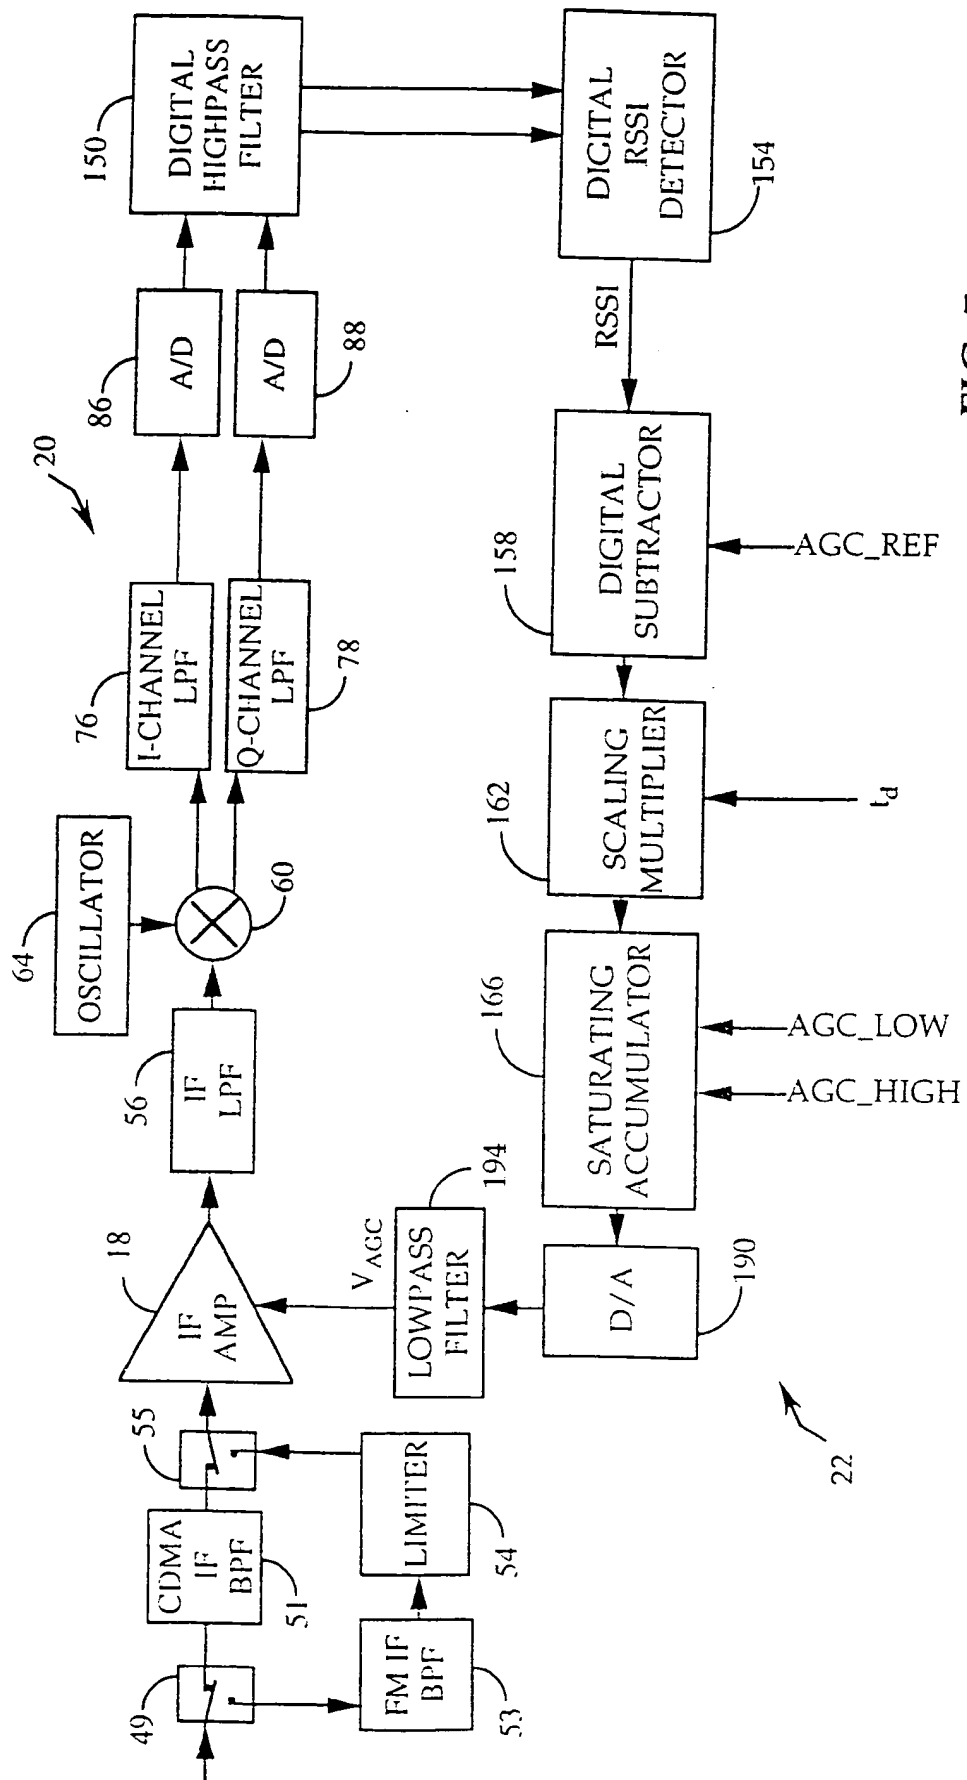 49
CDMA
IF
BPF
51
FM IF
BPF
53
LIMITER
54
55
IF
AMP
18
IF
LPF
56
OSCILLATOR
64
60
I-CHANNEL
LPF
76
Q-CHANNEL
LPF
78
20
A/D
86
A/D
88
DIGITAL
HIGHPASS
FILTER
150
DIGITAL
RSSI
DETECTOR
154
RSSI
DIGITAL
SUBTRACTOR
158
AGC_REF
SCALING
MULTIPLIER
162
t_d
SATURATING
ACCUMULATOR
166
AGC_LOW
AGC_HIGH
D/A
190
LOWPASS
FILTER
194
V_AGC
22